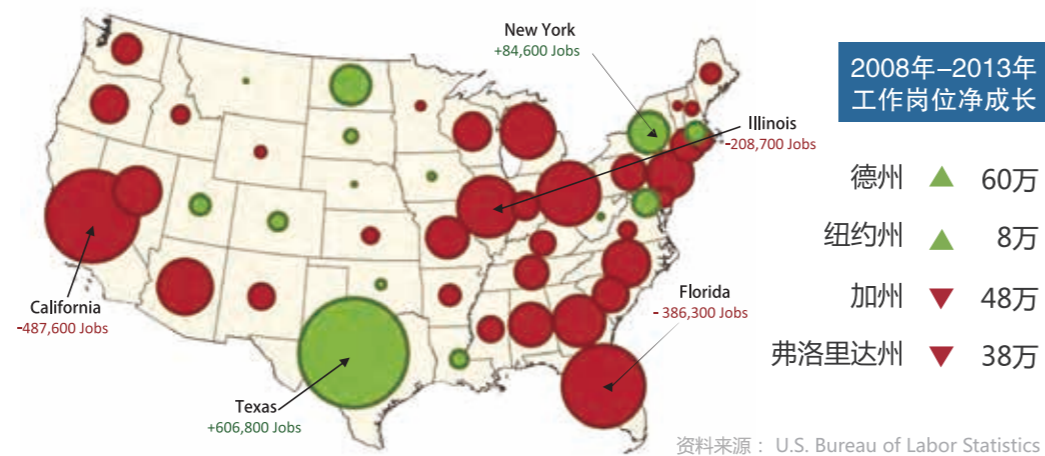 New York
+84,600 Jobs
Illinois
-208,700 Jobs
California
-487,600 Jobs
Texas
+606,800 Jobs
Florida
- 386,300 Jobs
2008年-2013年
工作岗位净成长
德州 ▲ 60万
纽约州 ▲ 8万
加州 ▼ 48万
弗洛里达州 ▼ 38万
资料来源： U.S. Bureau of Labor Statistics